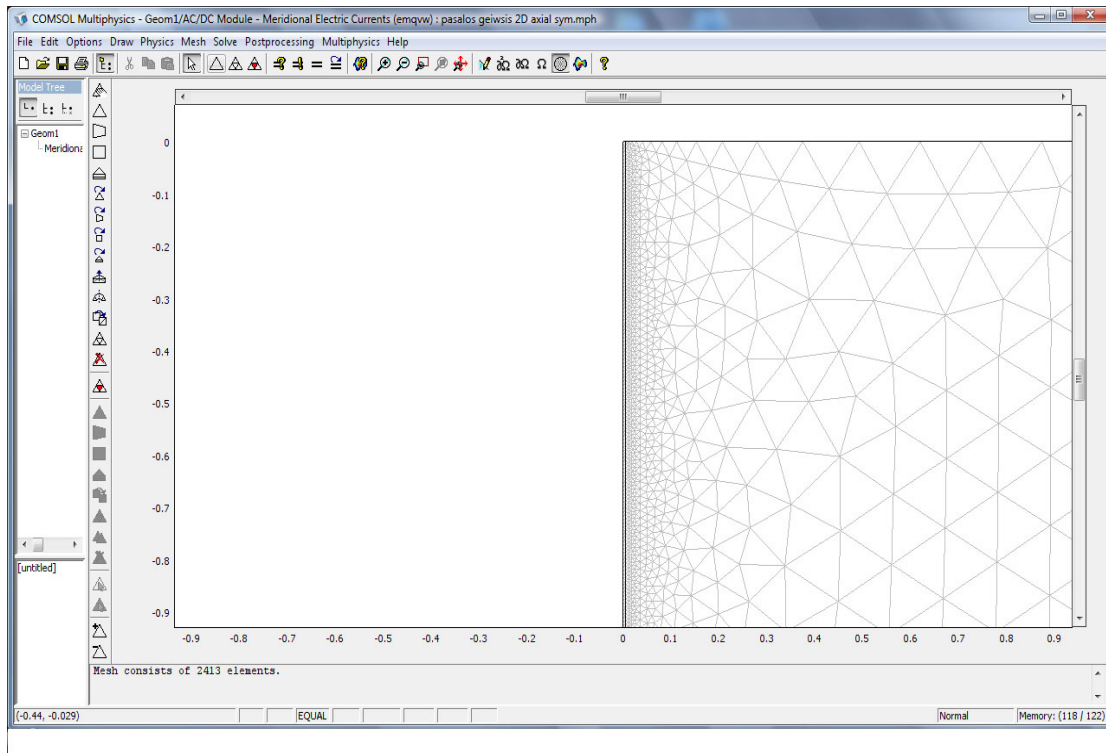 COMSOL Multiphysics - Geom1/AC/DC Module - Meridional Electric Currents (emqvw) : pasalos geiwsis 2D axial sym.mph
File Edit Options Draw Physics Mesh Solve Postprocessing Multiphysics Help
Model Tree
Geom1
Meridiona
0
-0.1
-0.2
-0.3
-0.4
-0.5
-0.6
-0.7
-0.8
-0.9
-0.9 -0.8 -0.7 -0.6 -0.5 -0.4 -0.3 -0.2 -0.1 0 0.1 0.2 0.3 0.4 0.5 0.6 0.7 0.8 0.9
[untitled]
Mesh consists of 2413 elements.
(-0.44, -0.029) EQUAL Normal Memory: (118 / 122)